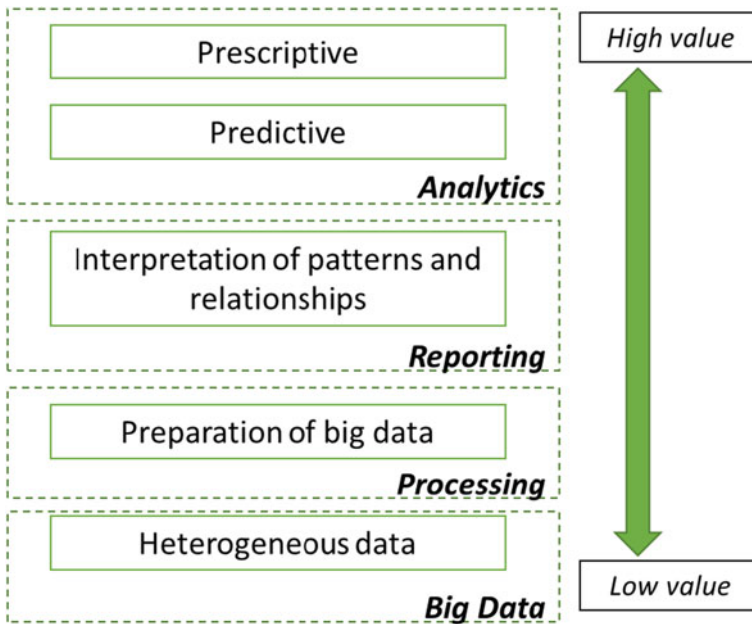 Prescriptive
High value
Predictive
Analytics
Interpretation of patterns and
relationships
Reporting
Preparation of big data
Processing
Heterogeneous data
Low value
Big Data